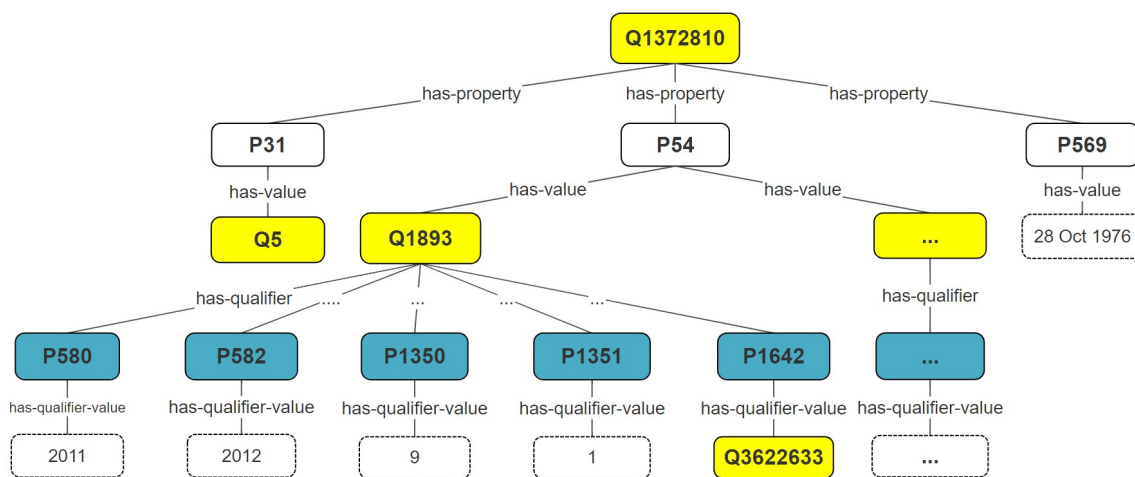 Q1372810
has-property has-property has-property
P31 P54 P569
has-value has-value has-value has-value
Q5 Q1893 ... 28 Oct 1976
has-qualifier .... ... ... ... has-qualifier
P580 P582 P1350 P1351 P1642 ...
has-qualifier-value has-qualifier-value has-qualifier-value has-qualifier-value has-qualifier-value has-qualifier-value
2011 2012 9 1 Q3622633 ...